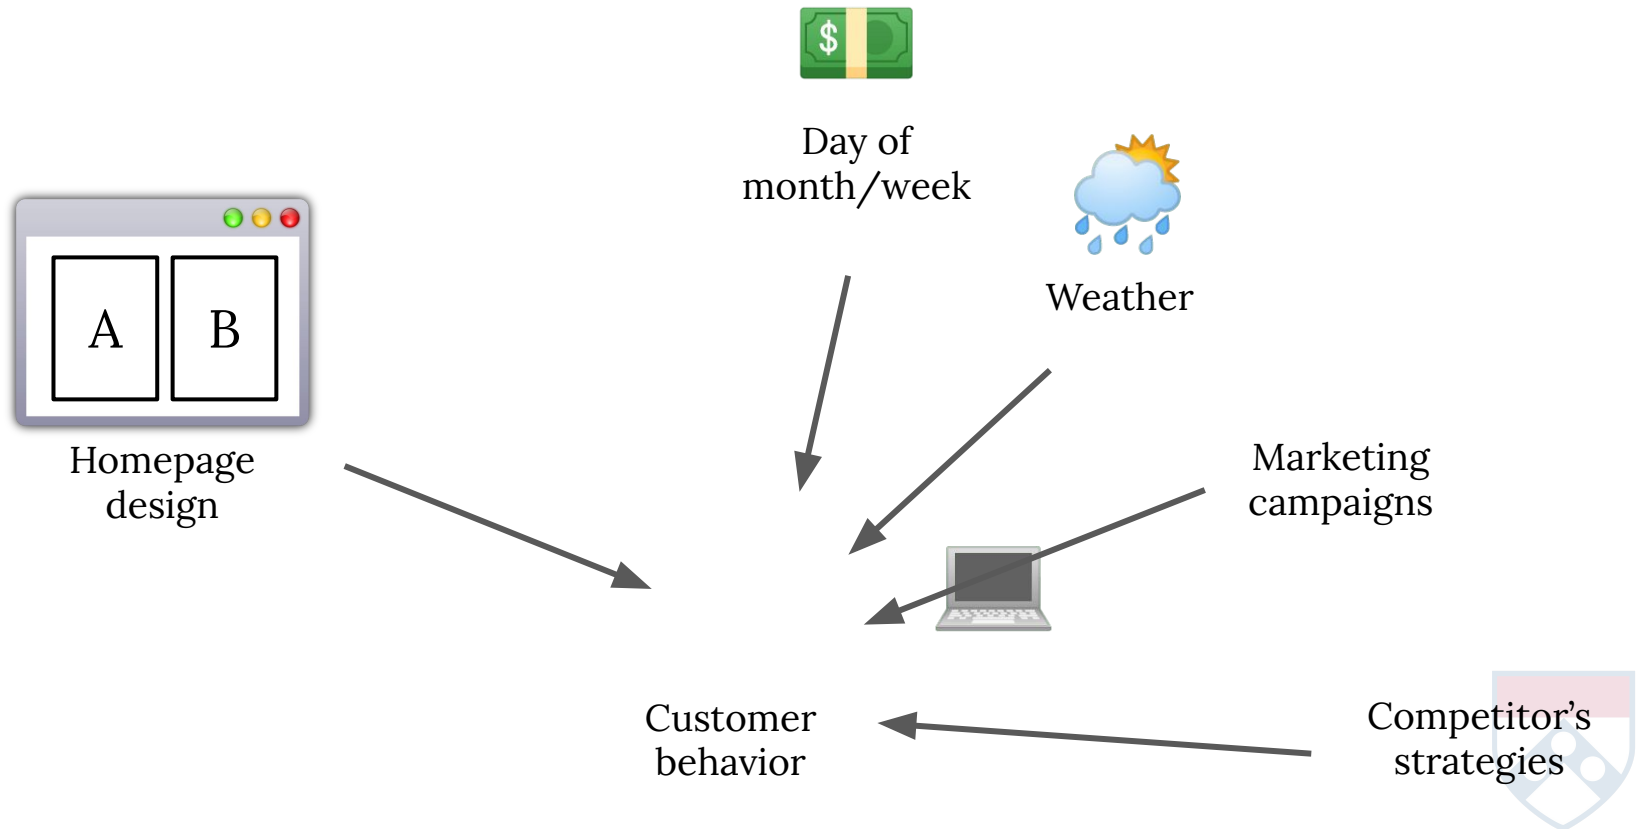 $
Day of
month/week
Weather
A B
Homepage
design
Marketing
campaigns
Customer
behavior
Competitor’s
strategies